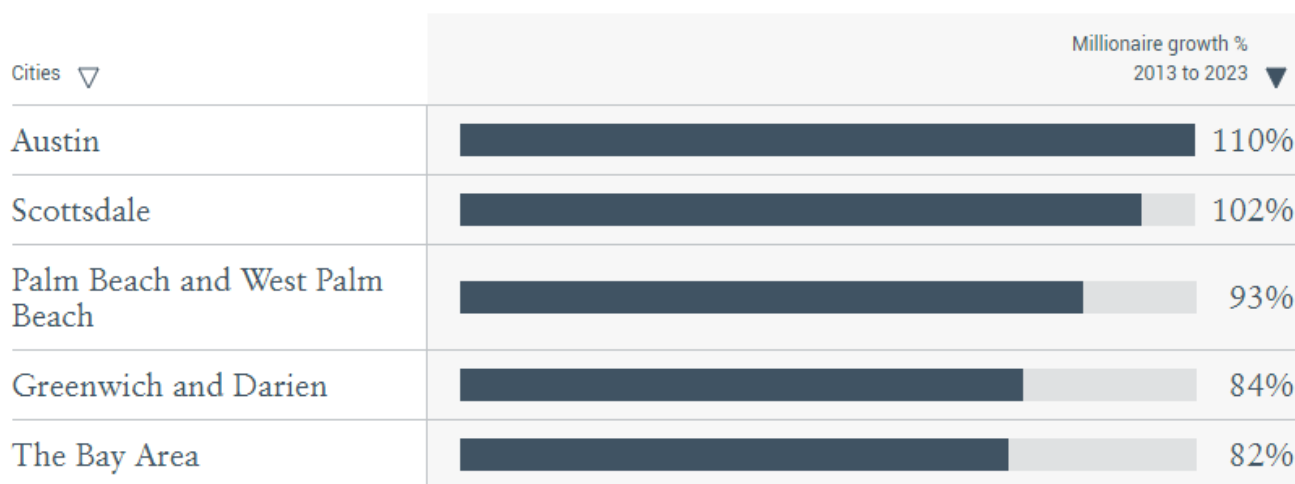 Millionaire growth %
Cities 2013 to 2023
Austin 110%
Scottsdale 102%
Palm Beach and West Palm
Beach 93%
Greenwich and Darien 84%
The Bay Area 82%